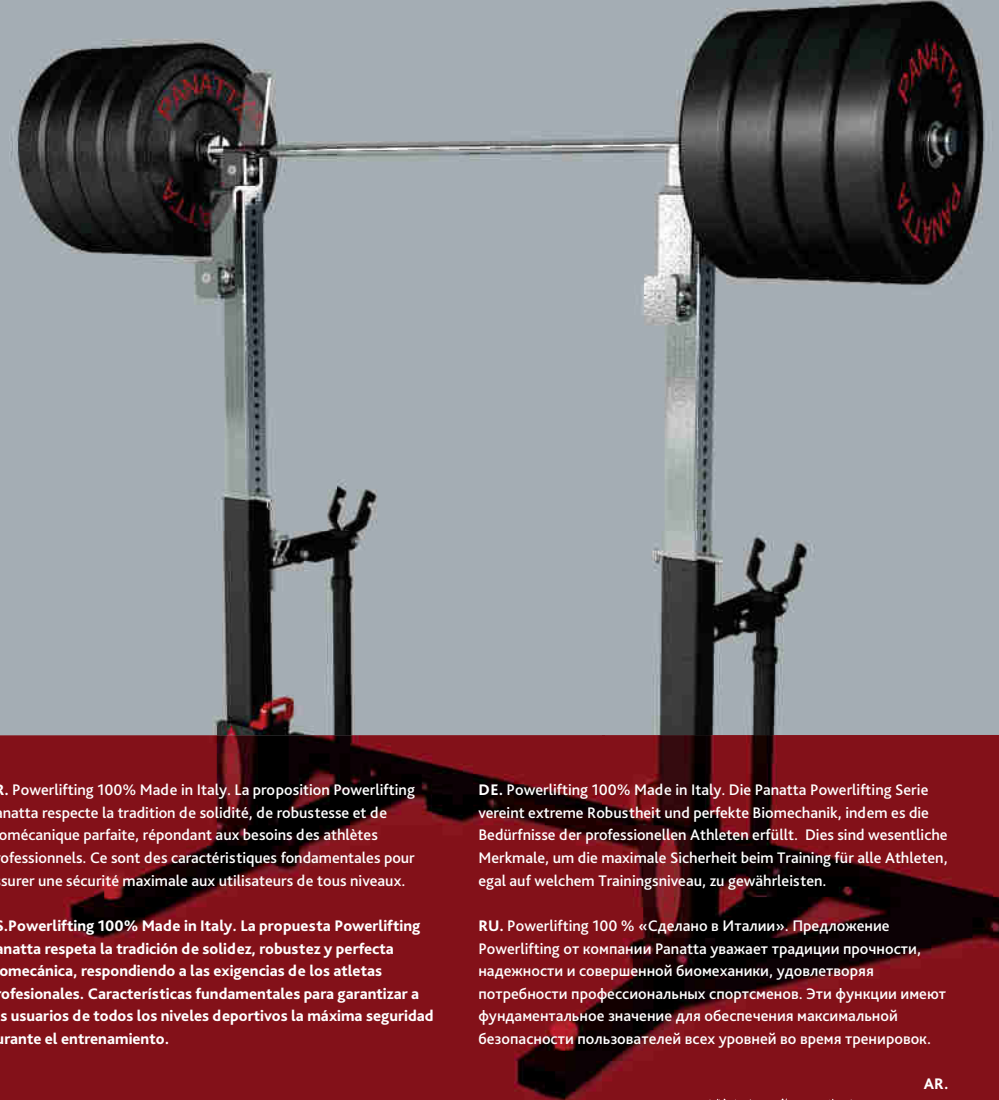 PANATTA
PANATTA
PANATTA
R. Powerlifting 100% Made in Italy. La proposition Powerlifting
anatta respecte la tradition de solidité, de robustesse et de
omécanique parfaite, répondant aux besoins des athlètes
ofessionnels. Ce sont des caractéristiques fondamentales pour
surer une sécurité maximale aux utilisateurs de tous niveaux.
S.Powerlifting 100% Made in Italy. La propuesta Powerlifting
anatta respeta la tradición de solidez, robustez y perfecta
omecánica, respondiendo a las exigencias de los atletas
ofesionales. Características fundamentales para garantizar a
s usuarios de todos los niveles deportivos la máxima seguridad
urante el entrenamiento.
DE. Powerlifting 100% Made in Italy. Die Panatta Powerlifting Serie
vereint extreme Robustheit und perfekte Biomechanik, indem es die
Bedürfnisse der professionellen Athleten erfüllt. Dies sind wesentliche
Merkmale, um die maximale Sicherheit beim Training für alle Athleten,
egal auf welchem Trainingsniveau, zu gewährleisten.
RU. Powerlifting 100 % «Сделано в Италии». Предложение
Powerlifting от компании Panatta уважает традиции прочности,
надежности и совершенной биомеханики, удовлетворяя
потребности профессиональных спортсменов. Эти функции имеют
фундаментальное значение для обеспечения максимальной
безопасности пользователей всех уровней во время тренировок.
AR.